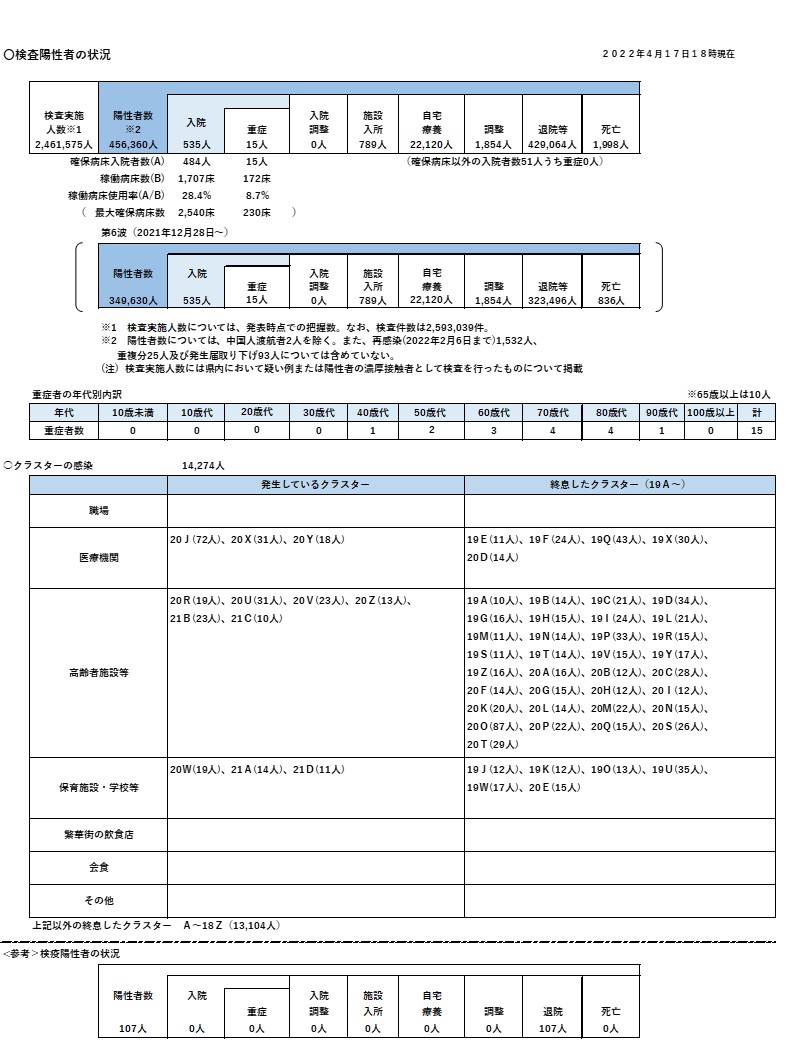 〇検査陽性者の状況
２０２２年４月１７日１８時現在
検査実施 陽性者数 入院 入院 施設 自宅
人数※1 ※2 重症 調整 入所 療養 調整 退院等 死亡
2,461,575人 456,360人 535人 15人 0人 789人 22,120人 1,854人 429,064人 1,998人
確保病床入院者数(A) 484人 15人 （確保病床以外の入院者数51人うち重症0人）
稼働病床数(B) 1,707床 172床
稼働病床使用率(A/B) 28.4% 8.7%
（ 最大確保病床数 2,540床 230床 ）
第6波（2021年12月28日～）
陽性者数 入院 入院 施設 自宅
重症 調整 入所 療養 調整 退院等 死亡
349,630人 535人 15人 0人 789人 22,120人 1,854人 323,496人 836人
※1 検査実施人数については、発表時点での把握数。なお、検査件数は2,593,039件。
※2 陽性者数については、中国人渡航者2人を除く。また、再感染(2022年2月6日まで)1,532人、
重複分25人及び発生届取り下げ93人については含めていない。
(注) 検査実施人数には県内において疑い例または陽性者の濃厚接触者として検査を行ったものについて掲載
重症者の年代別内訳 ※65歳以上は10人
年代 10歳未満 10歳代 20歳代 30歳代 40歳代 50歳代 60歳代 70歳代 80歳代 90歳代 100歳以上 計
重症者数 0 0 0 0 1 2 3 4 4 1 0 15
〇クラスターの感染 14,274人
発生しているクラスター 終息したクラスター（19Ａ～）
職場
医療機関
20Ｊ(72人)、20Ｘ(31人)、20Ｙ(18人)
19Ｅ(11人)、19Ｆ(24人)、19Q(43人)、19Ｘ(30人)、
20Ｄ(14人)
高齢者施設等
20Ｒ(19人)、20Ｕ(31人)、20Ｖ(23人)、20Ｚ(13人)、
21Ｂ(23人)、21Ｃ(10人)
19Ａ(10人)、19Ｂ(14人)、19Ｃ(21人)、19Ｄ(34人)、
19Ｇ(16人)、19Ｈ(15人)、19Ｉ(24人)、19Ｌ(21人)、
19Ｍ(11人)、19Ｎ(14人)、19Ｐ(33人)、19Ｒ(15人)、
19Ｓ(11人)、19Ｔ(14人)、19Ｖ(15人)、19Ｙ(17人)、
19Ｚ(16人)、20Ａ(16人)、20Ｂ(12人)、20Ｃ(28人)、
20Ｆ(14人)、20Ｇ(15人)、20Ｈ(12人)、20Ｉ(12人)、
20Ｋ(20人)、20Ｌ(14人)、20Ｍ(22人)、20Ｎ(15人)、
20Ｏ(87人)、20Ｐ(22人)、20Ｑ(15人)、20Ｓ(26人)、
20Ｔ(29人)
保育施設・学校等
20Ｗ(19人)、21Ａ(14人)、21Ｄ(11人)
19Ｊ(12人)、19Ｋ(12人)、19Ｏ(13人)、19Ｕ(35人)、
19Ｗ(17人)、20Ｅ(15人)
繁華街の飲食店
会食
その他
上記以外の終息したクラスター Ａ～18Ｚ（13,104人）
<参考＞検疫陽性者の状況
陽性者数 入院 入院 施設 自宅
重症 調整 入所 療養 調整 退院 死亡
107人 0人 0人 0人 0人 0人 0人 107人 0人